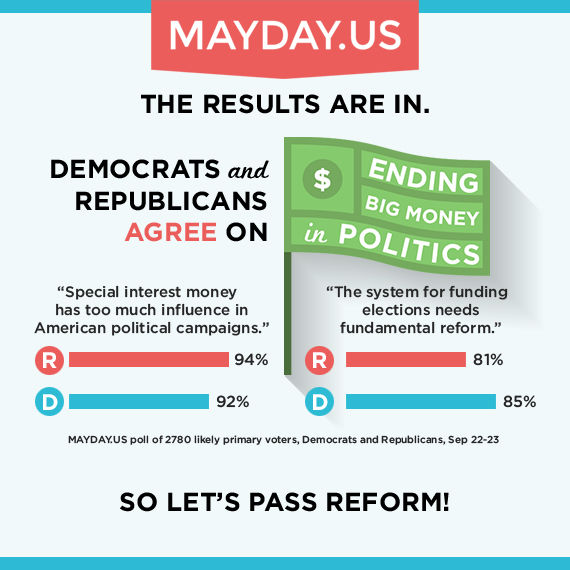 MAYDAY.US
THE RESULTS ARE IN.
DEMOCRATS and
REPUBLICANS
AGREE ON
$
ENDING
BIG MONEY
in POLITICS
“Special interest money
has too much influence in
American political campaigns.”
R 94%
D 92%
“The system for funding
elections needs
fundamental reform.”
R 81%
D 85%
MAYDAY.US poll of 2780 likely primary voters, Democrats and Republicans, Sep 22-23
SO LET’S PASS REFORM!